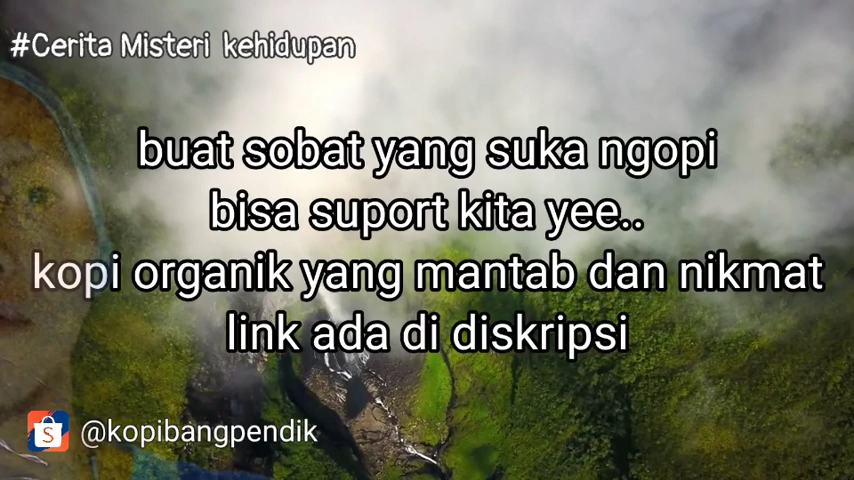 #Cerita Misteri kehidupan
buat sobat yang suka ngopi
bisa suport kita yee..
kopi organik yang mantab dan nikmat
link ada di diskripsi
@kopibangpendik